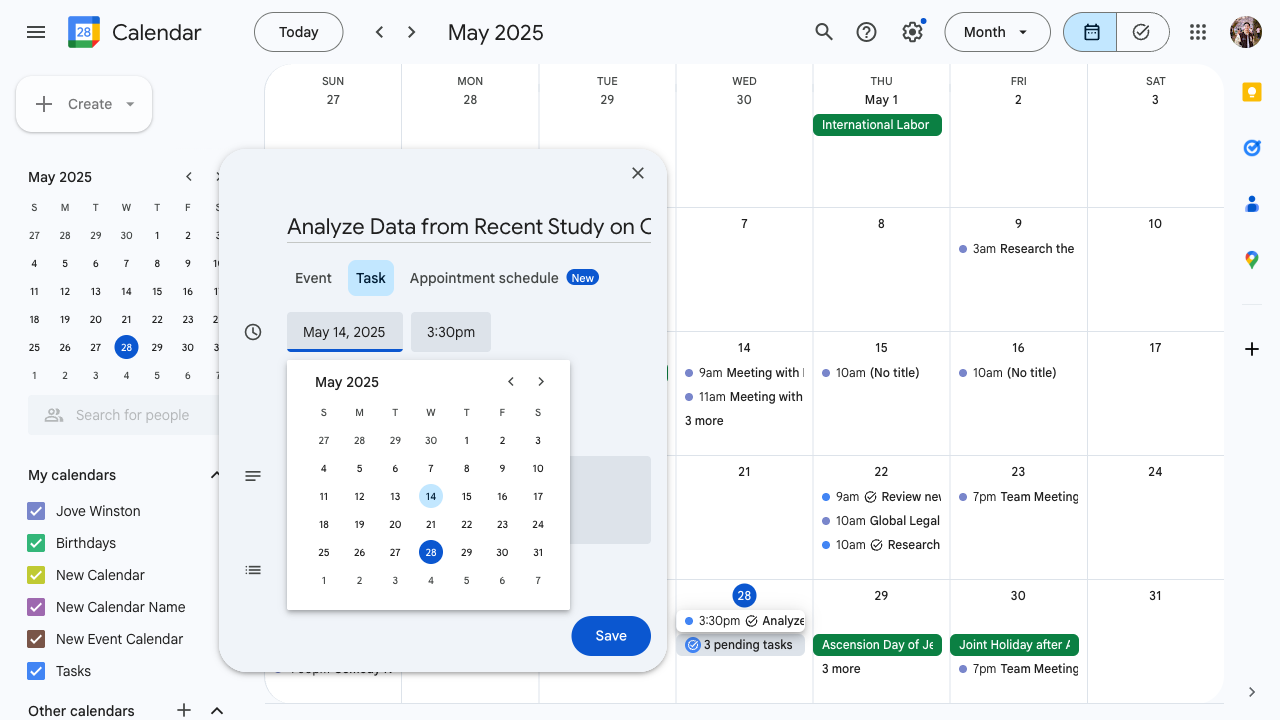 28 Calendar
Today
May 2025
Month
Create
May 2025
S M T W T F
27 28 29 30 1 2
4 5 6 7 8 9
11 12 13 14 15 16
18 19 20 21 22 23
25 26 27 28 29 30
1 2 3 4 5 6
Search for people
My calendars
Jove Winston
Birthdays
New Calendar
New Calendar Name
New Event Calendar
Tasks
Other calendars
SUN MON TUE WED THU FRI SAT
27 28 29 30 May 1 2 3
International Labor
7 8 9 10
3am Research the
14 15 16 17
9am Meeting with
10am (No title)
10am (No title)
11am Meeting with
3 more
21 22 23 24
9am Review new
7pm Team Meeting
10am Global Legal
10am Research
28 29 30 31
3:30pm Analyze
3 pending tasks
Ascension Day of Je
Joint Holiday after
3 more
7pm Team Meeting
Analyze Data from Recent Study on
Event Task Appointment schedule New
May 14, 2025 3:30pm
May 2025
S M T W T F S
27 28 29 30 1 2 3
4 5 6 7 8 9 10
11 12 13 14 15 16 17
18 19 20 21 22 23 24
25 26 27 28 29 30 31
1 2 3 4 5 6 7
Save